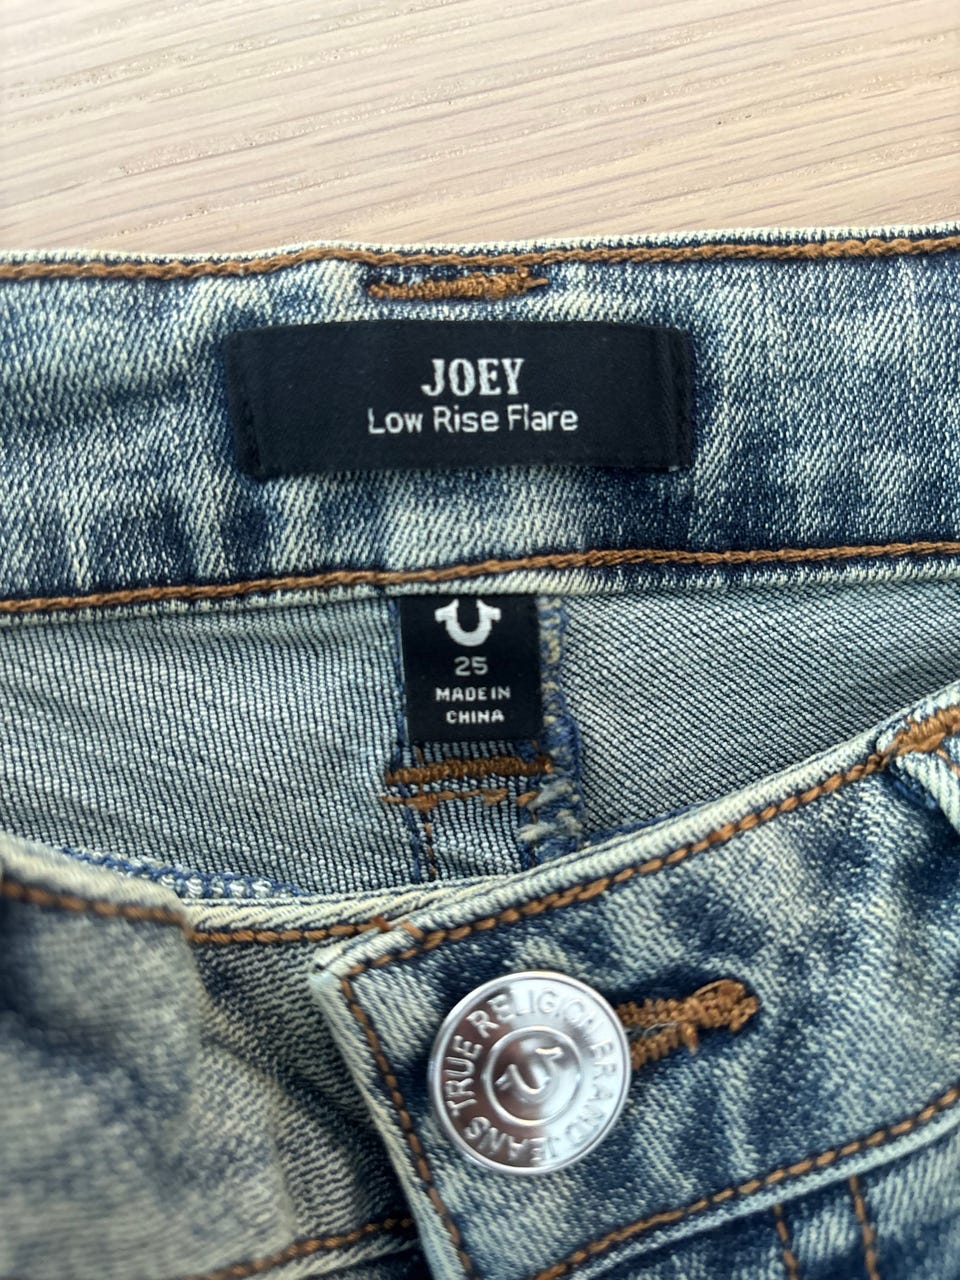 JOEY
Low Rise Flare
25
MADE IN
CHINA
TRUE RELIGION BRAND JEANS